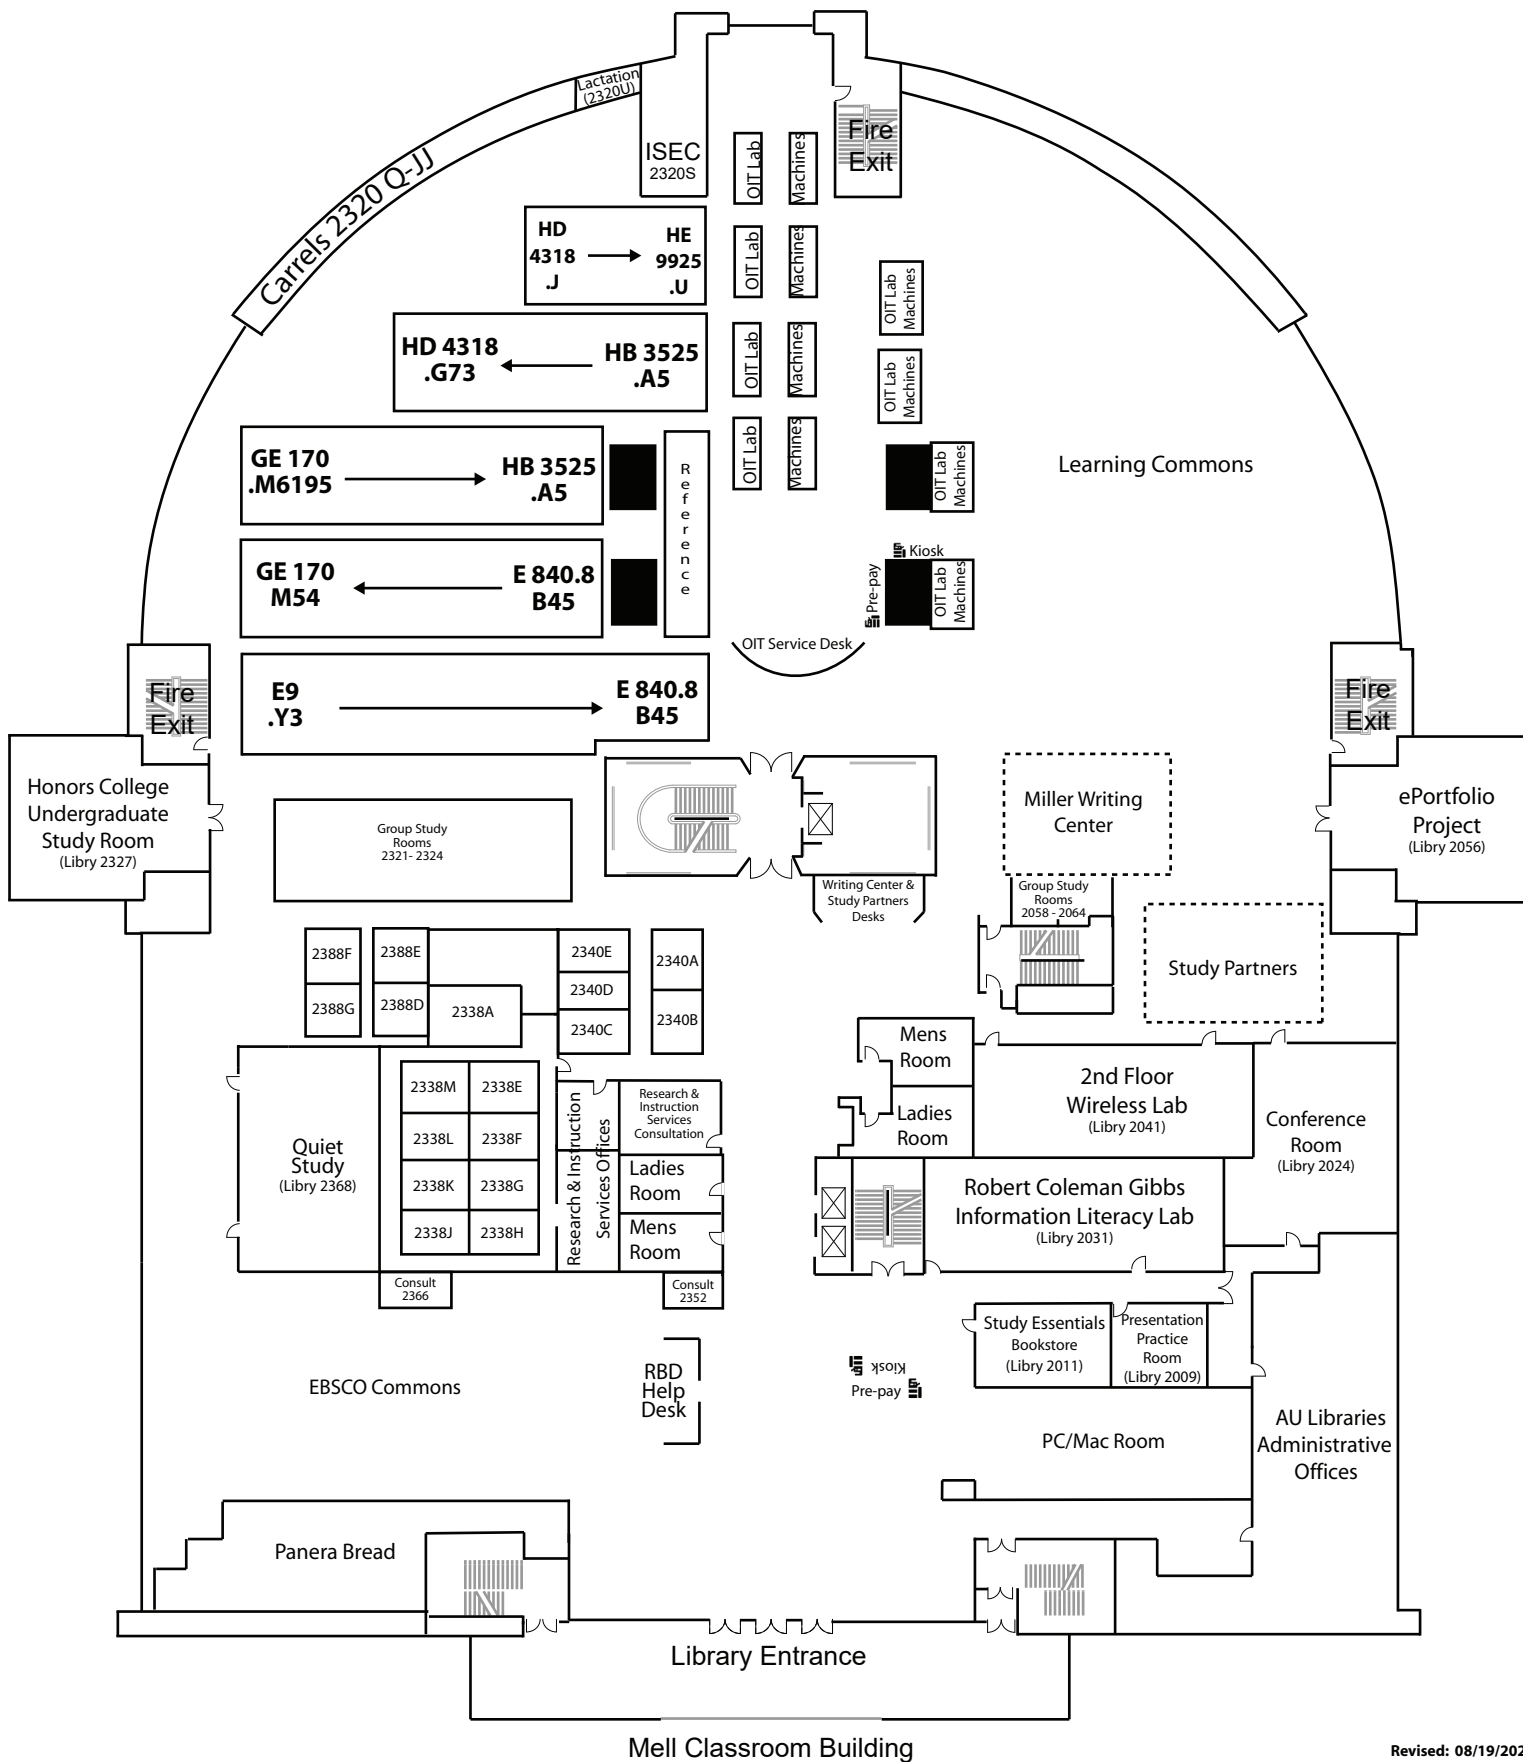 Lactation
(2320U)
Carrels 2320 Q-JJ
ISEC
2320S
Fire
Exit
OIT Lab
Machines
OIT Lab
Machines
OIT Lab
Machines
OIT Lab
Machines
OIT Lab
Machines
OIT Lab
Machines
OIT Lab
Machines
OIT Lab
Machines
HD
4318
.J
HE
9925
.U
HD 4318
.G73
HB 3525
.A5
GE 170
.M6195
HB 3525
.A5
Reference
Learning Commons
GE 170
M54
E 840.8
B45
Kiosk
Pre-pay
OIT Service Desk
E9
.Y3
E 840.8
B45
Fire
Exit
Fire
Exit
Honors College
Undergraduate
Study Room
(Libry 2327)
Group Study
Rooms
2321- 2324
Miller Writing
Center
ePortfolio
Project
(Libry 2056)
Writing Center &
Study Partners
Desks
Group Study
Rooms
2058 - 2064
Study Partners
2388F
2388E
2388G
2388D
2338A
2340E
2340D
2340C
2340A
2340B
Mens
Room
Ladies
Room
2nd Floor
Wireless Lab
(Libry 2041)
Conference
Room
(Libry 2024)
Quiet
Study
(Libry 2368)
2338M
2338E
2338L
2338F
2338K
2338G
2338J
2338H
Research & Instruction
Services Offices
Research &
Instruction
Services
Consultation
Ladies
Room
Mens
Room
Robert Coleman Gibbs
Information Literacy Lab
(Libry 2031)
Consult
2366
Consult
2352
Study Essentials
Bookstore
(Libry 2011)
Presentation
Practice
Room
(Libry 2009)
EBSCO Commons
RBD
Help
Desk
Kiosk
Pre-pay
PC/Mac Room
AU Libraries
Administrative
Offices
Panera Bread
Library Entrance
Mell Classroom Building
Revised: 08/19/202